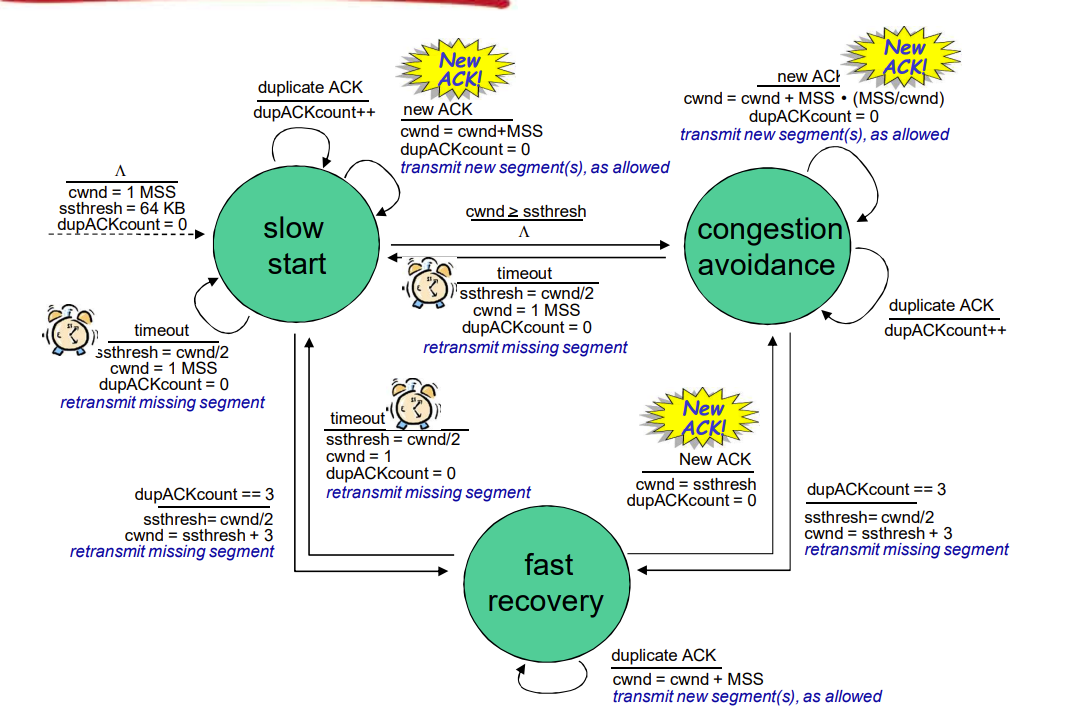 New
ACK!
duplicate ACK
dupACKcount++
new ACK
cwnd = cwnd+MSS
dupACKcount = 0
transmit new segment(s), as allowed
New
ACK!
new ACK
cwnd = cwnd + MSS • (MSS/cwnd)
dupACKcount = 0
transmit new segment(s), as allowed
Λ
cwnd = 1 MSS
ssthresh = 64 KB
dupACKcount = 0
slow
start
cwnd ≥ ssthresh
Λ
congestion
avoidance
timeout
ssthresh = cwnd/2
cwnd = 1 MSS
dupACKcount = 0
retransmit missing segment
duplicate ACK
dupACKcount++
timeout
ssthresh = cwnd/2
cwnd = 1 MSS
dupACKcount = 0
retransmit missing segment
timeout
ssthresh = cwnd/2
cwnd = 1
dupACKcount = 0
retransmit missing segment
New
ACK!
New ACK
cwnd = ssthresh
dupACKcount = 0
dupACKcount == 3
ssthresh= cwnd/2
cwnd = ssthresh + 3
retransmit missing segment
dupACKcount == 3
ssthresh= cwnd/2
cwnd = ssthresh + 3
retransmit missing segment
fast
recovery
duplicate ACK
cwnd = cwnd + MSS
transmit new segment(s), as allowed